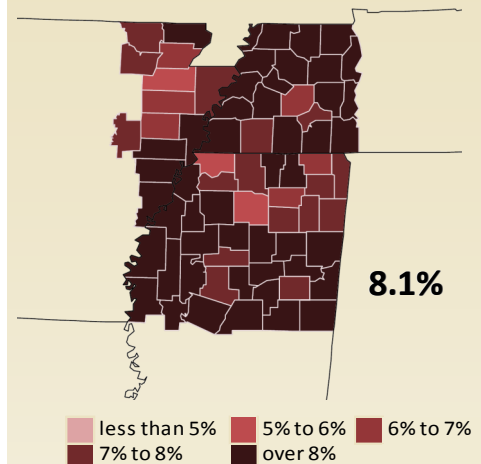 8.1%
less than 5% 5% to 6% 6% to 7%
7% to 8% over 8%